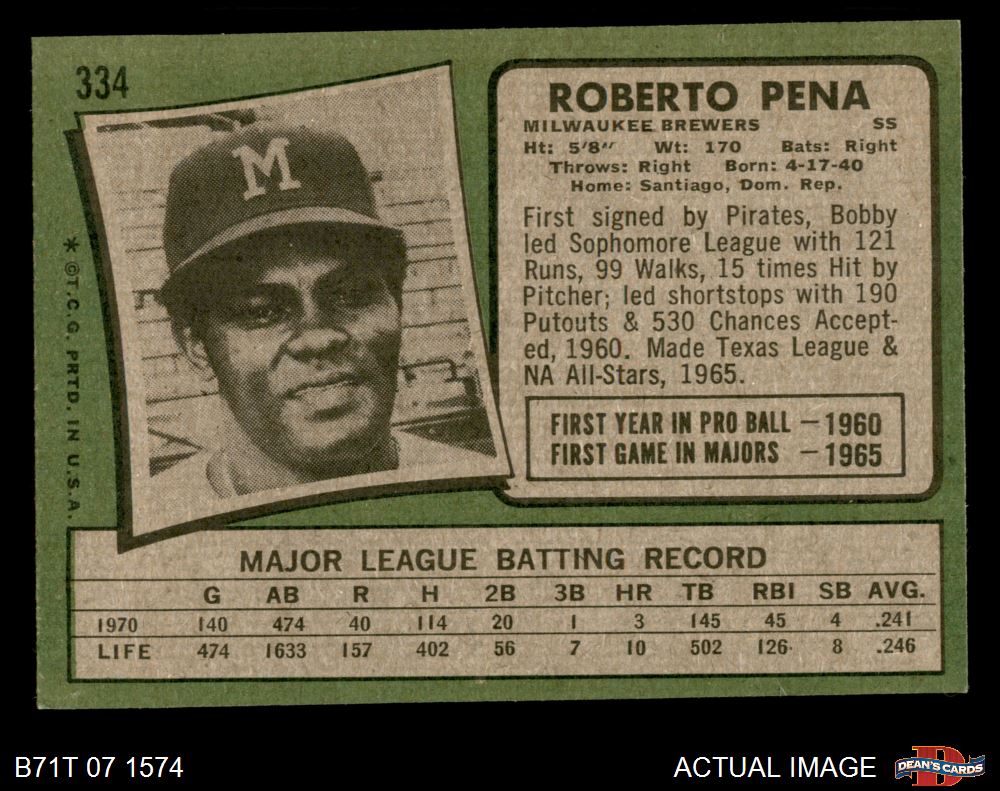 334
M
* ©T.C.G. PRTD. IN U.S.A.
ROBERTO PENA
MILWAUKEE BREWERS SS
Ht: 5'8" Wt: 170 Bats: Right
Throws: Right Born: 4-17-40
Home: Santiago, Dom. Rep.
First signed by Pirates, Bobby
led Sophomore League with 121
Runs, 99 Walks, 15 times Hit by
Pitcher; led shortstops with 190
Putouts & 530 Chances Accept-
ed, 1960. Made Texas League &
NA All-Stars, 1965.
FIRST YEAR IN PRO BALL — 1960
FIRST GAME IN MAJORS — 1965
MAJOR LEAGUE BATTING RECORD
G AB R H 2B 3B HR TB RBI SB AVG.
1970 140 474 40 114 20 1 3 145 45 4 .241
LIFE 474 1633 157 402 56 7 10 502 126 8 .246
B71T 07 1574
ACTUAL IMAGE
D
DEAN'S CARDS